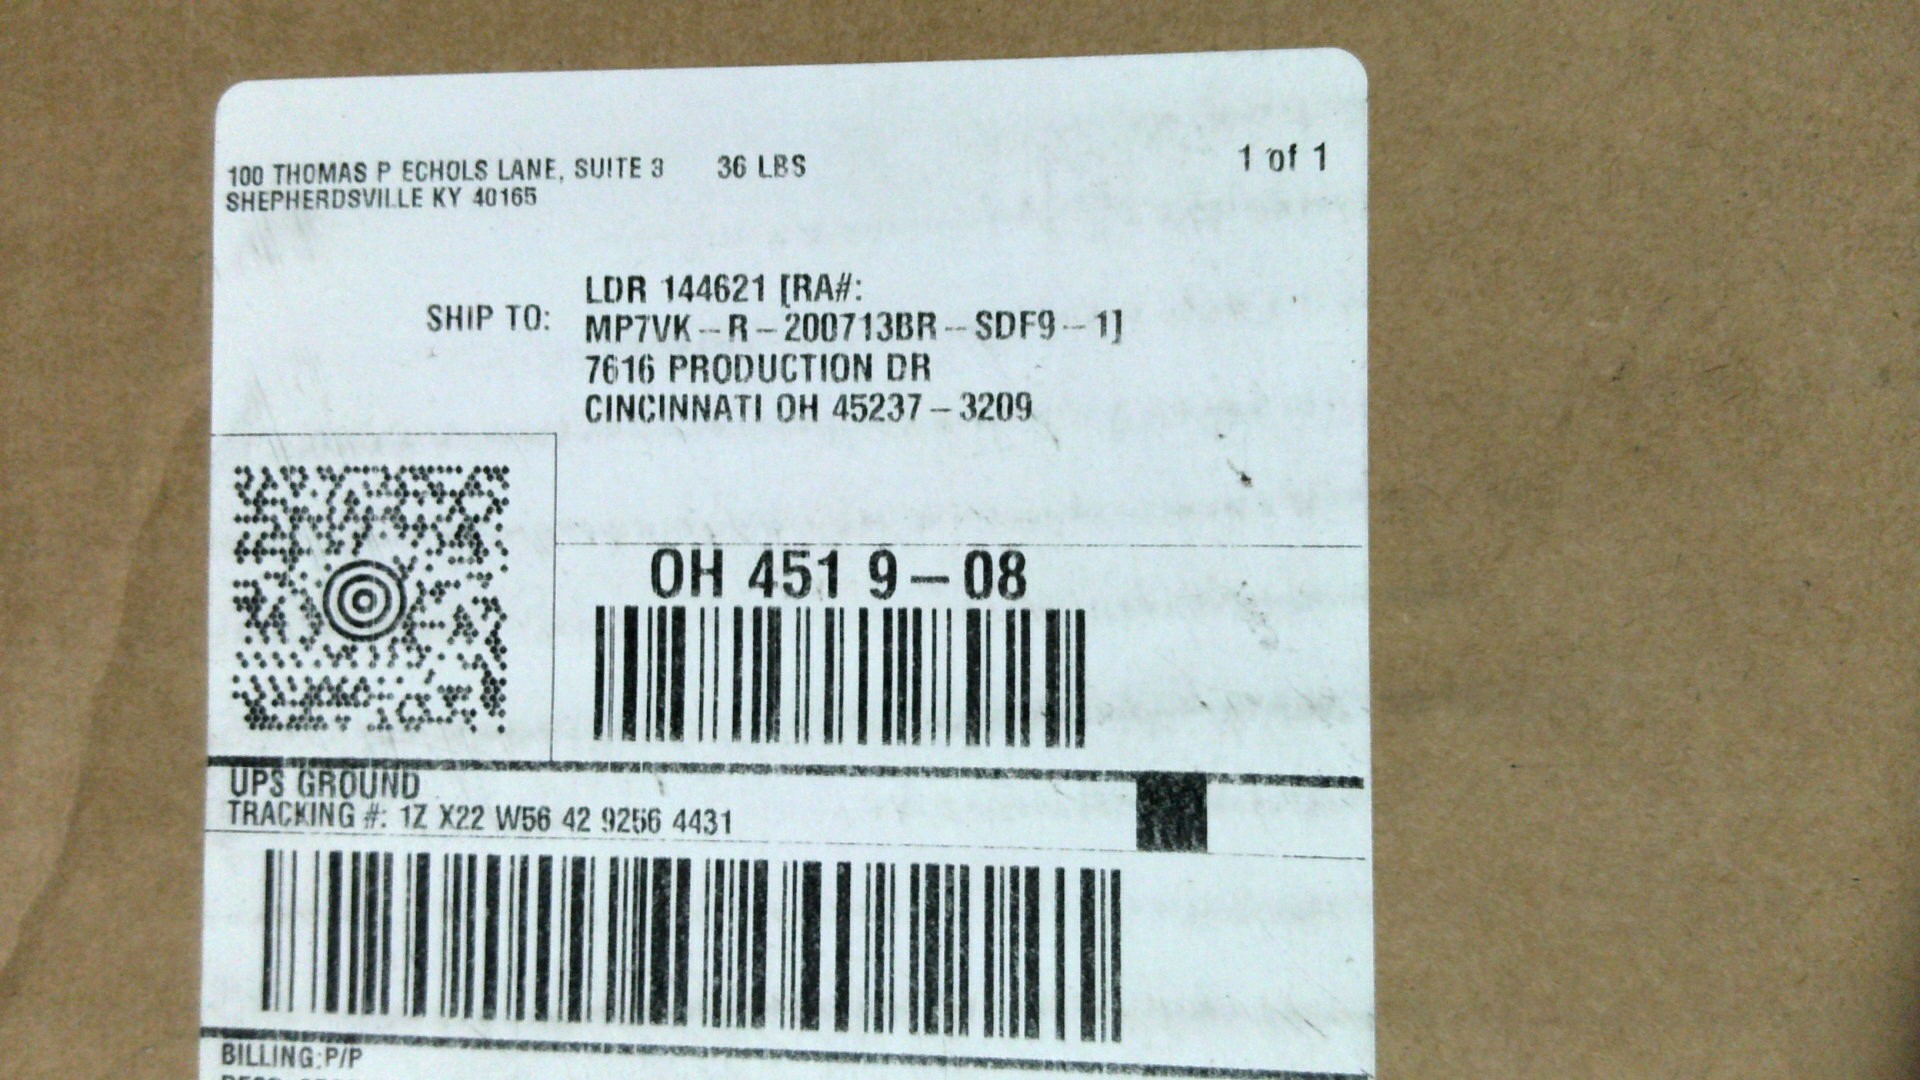 100 THOMAS P ECHOLS LANE, SUITE 3 36 LBS 1 of 1
SHEPHERDSVILLE KY 40165
SHIP TO:
LDR 144621 [RA#:
MP7VK-R-200713BR-SDF9-1]
7616 PRODUCTION DR
CINCINNATI OH 45237-3209
OH 451 9-08
UPS GROUND
TRACKING #: 1Z X22 W56 42 9256 4431
BILLING:P/P